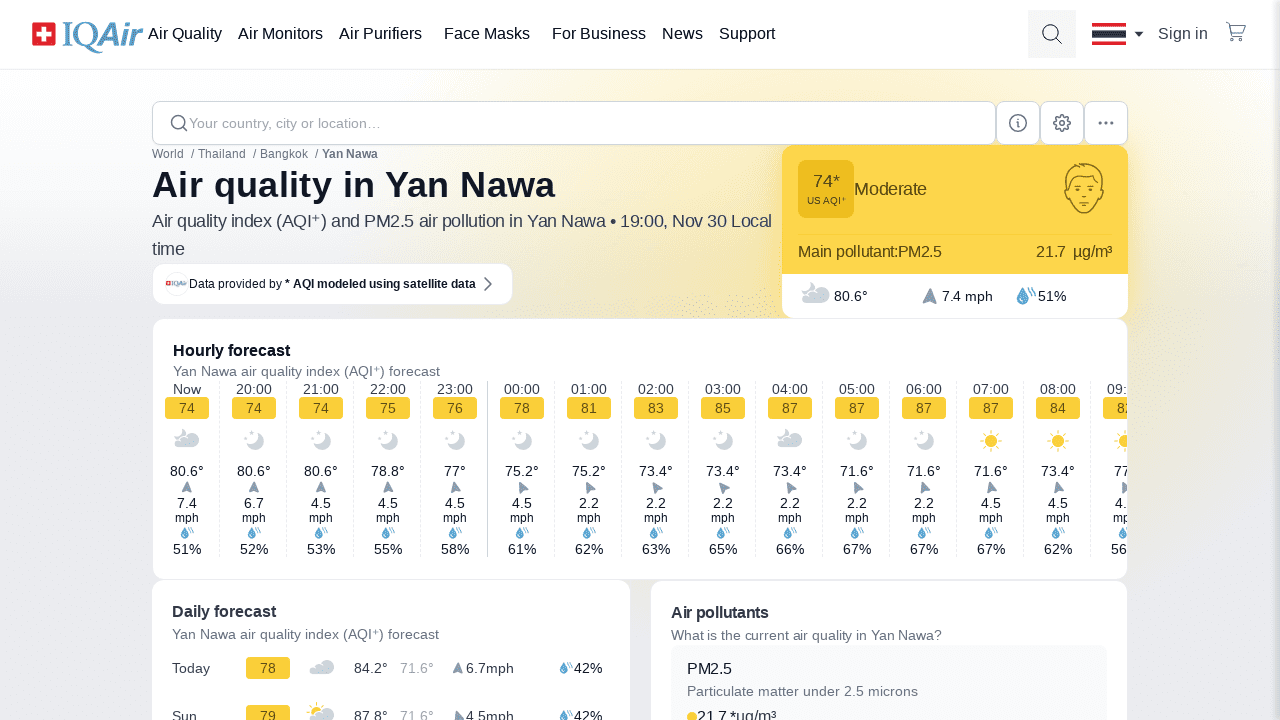 IQAir Air Quality Air Monitors Air Purifiers Face Masks For Business News Support Sign in
Your country, city or location...
World / Thailand / Bangkok / Yan Nawa
Air quality in Yan Nawa
Air quality index (AQI⁺) and PM2.5 air pollution in Yan Nawa • 19:00, Nov 30 Local
time
IQAir Data provided by * AQI modeled using satellite data
74*
US AQI⁺
Moderate
Main pollutant:PM2.5 21.7 µg/m³
80.6° 7.4 mph 51%
Hourly forecast
Yan Nawa air quality index (AQI⁺) forecast
Now 20:00 21:00 22:00 23:00 00:00 01:00 02:00 03:00 04:00 05:00 06:00 07:00 08:00
74 74 74 75 76 78 81 83 85 87 87 87 87 84
80.6° 80.6° 80.6° 78.8° 77° 75.2° 75.2° 73.4° 73.4° 73.4° 71.6° 71.6° 71.6° 73.4°
7.4 6.7 4.5 4.5 4.5 4.5 2.2 2.2 2.2 2.2 2.2 2.2 4.5 4.5
mph mph mph mph mph mph mph mph mph mph mph mph mph mph
51% 52% 53% 55% 58% 61% 62% 63% 65% 66% 67% 67% 67% 62%
Daily forecast
Yan Nawa air quality index (AQI⁺) forecast
Today 78 84.2° 71.6° 6.7mph 42%
Sun 79 87.8° 71.6° 4.5mph 42%
Air pollutants
What is the current air quality in Yan Nawa?
PM2.5
Particulate matter under 2.5 microns
21.7 *µg/m³